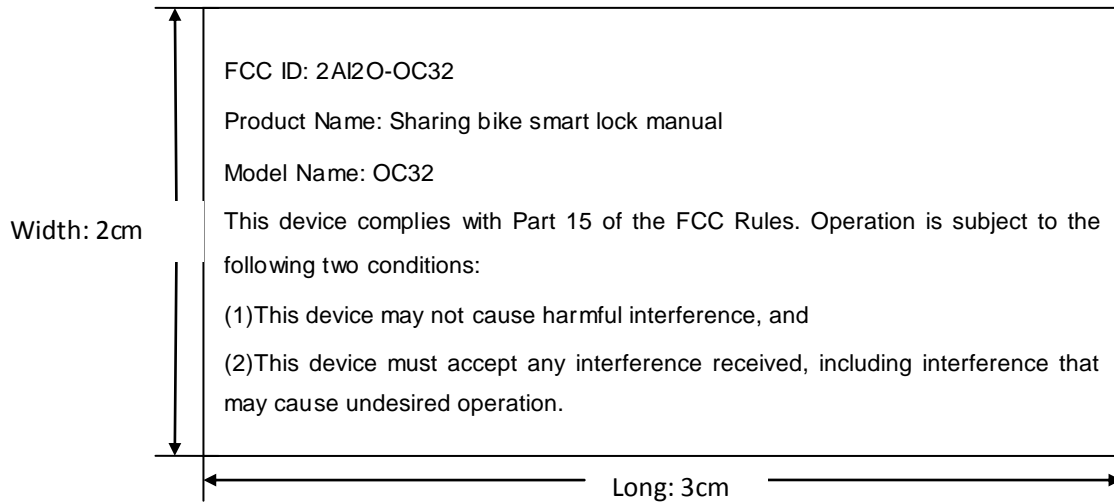 FCC ID: 2AI2O-OC32
Product Name: Sharing bike smart lock manual
Model Name: OC32
Width: 2cm
This device complies with Part 15 of the FCC Rules. Operation is subject to the
following two conditions:
(1)This device may not cause harmful interference, and
(2)This device must accept any interference received, including interference that
may cause undesired operation.
Long: 3cm